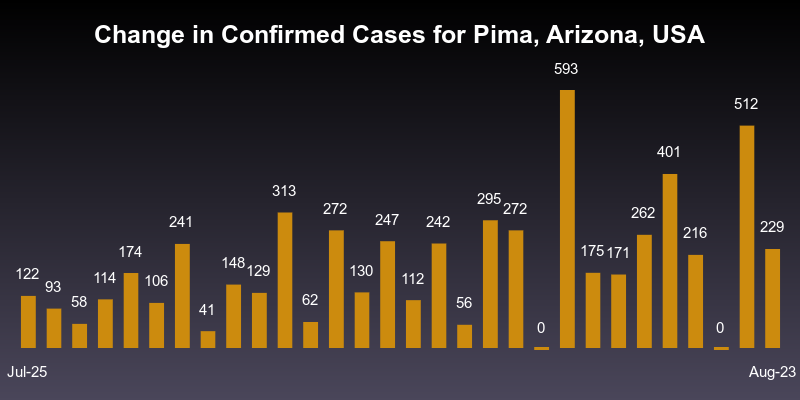 Change in Confirmed Cases for Pima, Arizona, USA
122 93 58 114 174 106 241 41 148 129 313 62 272 130 247 112 242 56 295 272 0 593 175 171 262 401 216 0 512 229
Jul-25 Aug-23